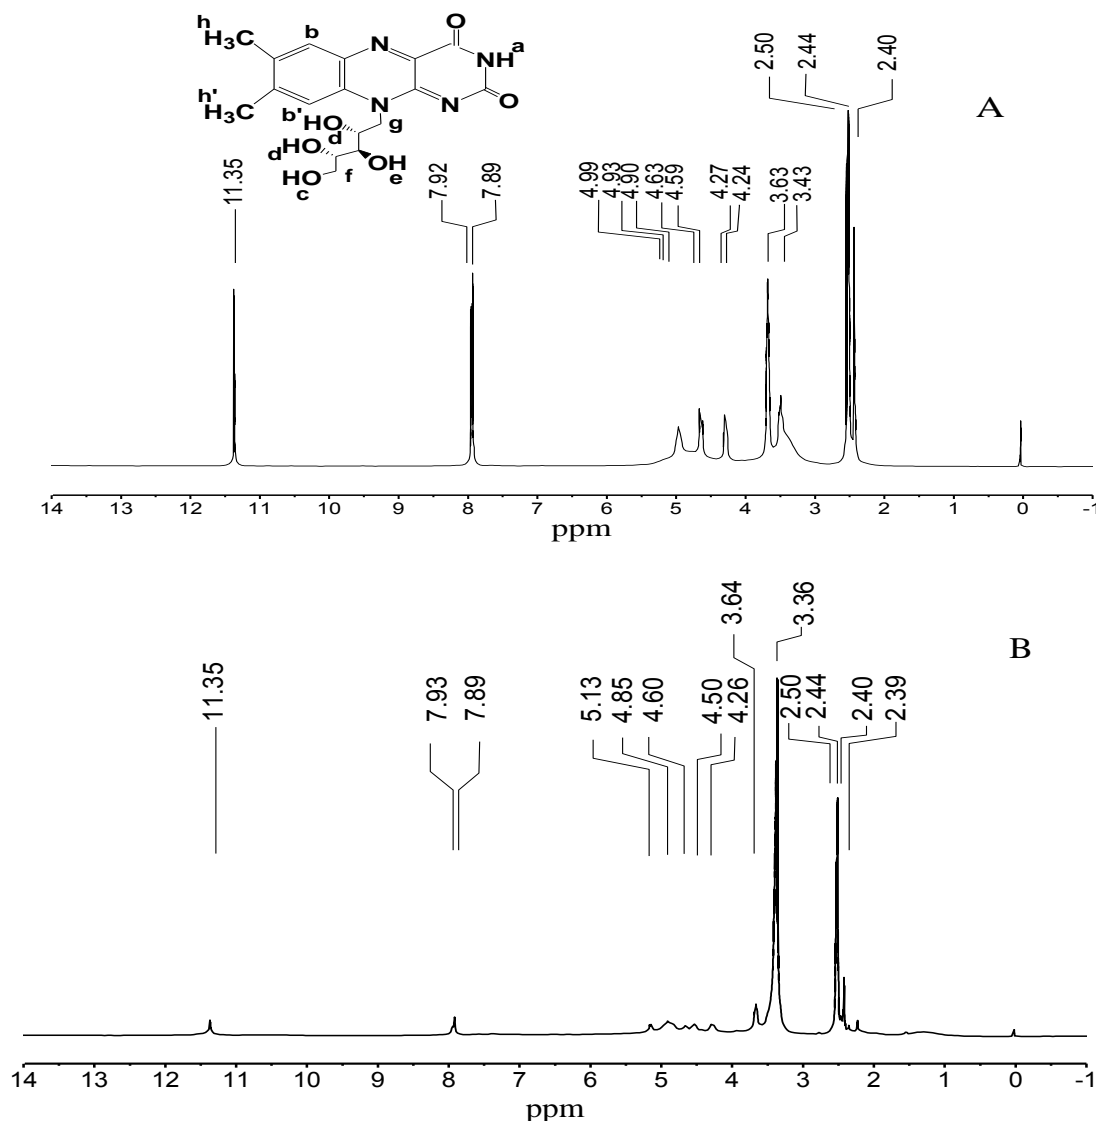 h
H₃C
b
N
O
NH
a
h'
H₃C
b'
N
N
O
HO
d
g
d
HO
OH
HO
f
e
c
A
11.35
7.92
7.89
4.99
4.93
4.90
4.63
4.59
4.27
4.24
3.63
3.43
2.50
2.44
2.40
14 13 12 11 10 9 8 7 6 5 4 3 2 1 0 -1
ppm
B
11.35
7.93
7.89
5.13
4.85
4.60
4.50
4.26
3.64
3.36
2.50
2.44
2.40
2.39
14 13 12 11 10 9 8 7 6 5 4 3 2 1 0 -1
ppm